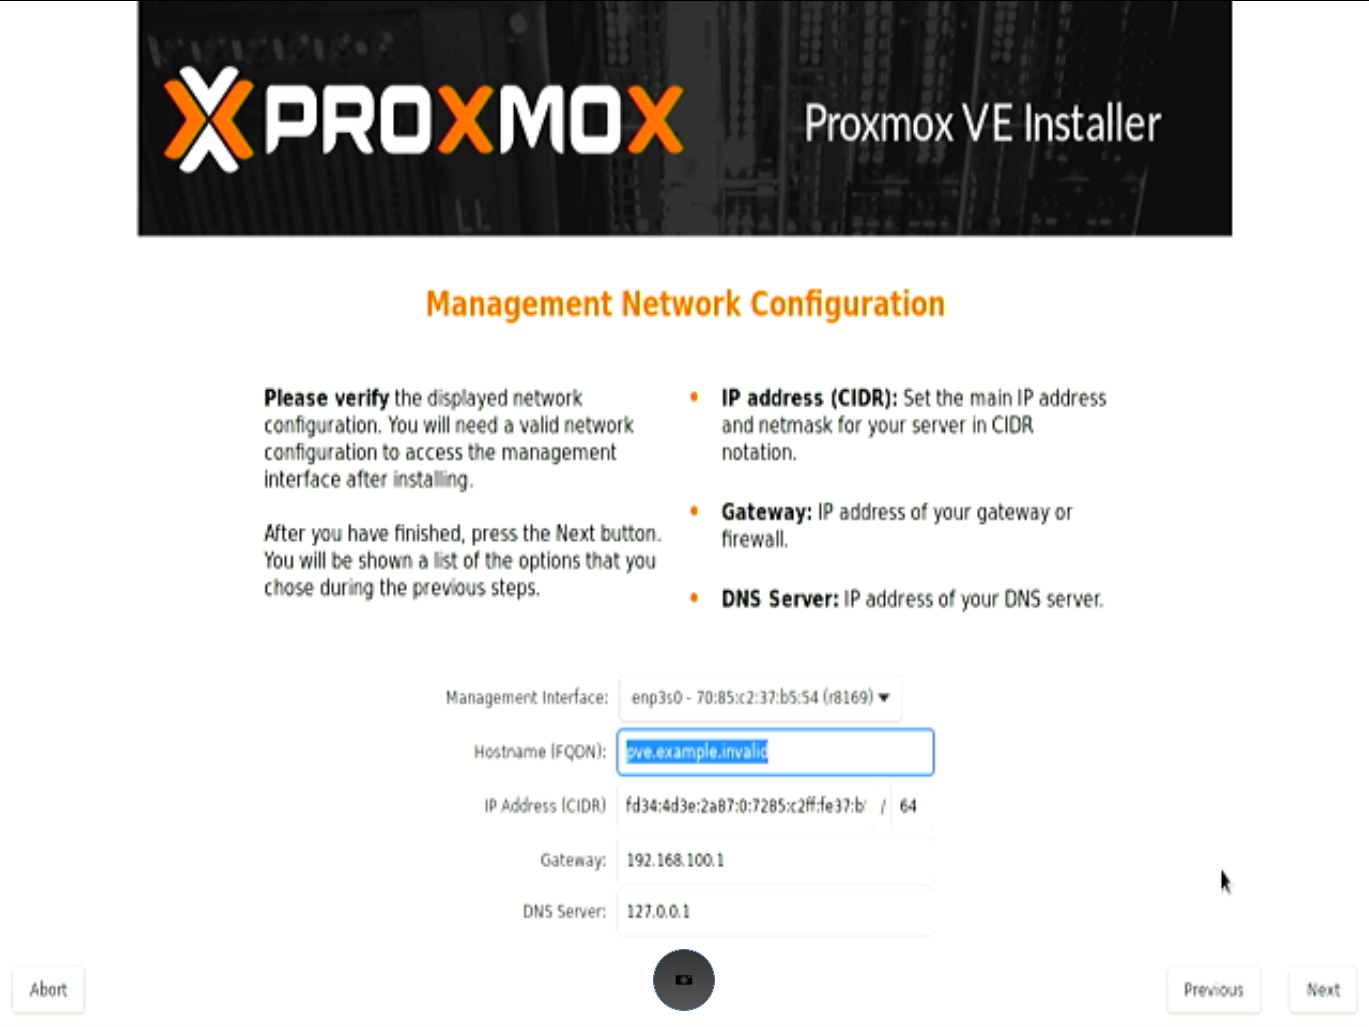 PROXMOX
Proxmox VE Installer
Management Network Configuration
Please verify the displayed network
configuration. You will need a valid network
configuration to access the management
interface after installing.
After you have finished, press the Next button.
You will be shown a list of the options that you
chose during the previous steps.
• IP address (CIDR): Set the main IP address
and netmask for your server in CIDR
notation.
• Gateway: IP address of your gateway or
firewall.
• DNS Server: IP address of your DNS server.
Management Interface: enp3s0 - 70:85:c2:37:b5:54 (r8169)
Hostname (FQDN): pve.example.invalid
IP Address (CIDR) fd34:4d3e:2a87:0:7285:c2ff:fe37:b / 64
Gateway: 192.168.100.1
DNS Server: 127.0.0.1
Abort
Previous Next